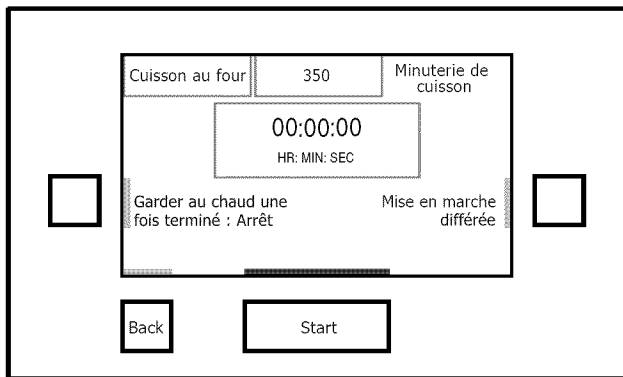 Cuisson au four
350
Minuterie de
cuisson
00:00:00
HR: MIN: SEC
Garder au chaud une
fois terminé : Arrêt
Mise en marche
différée
Back
Start